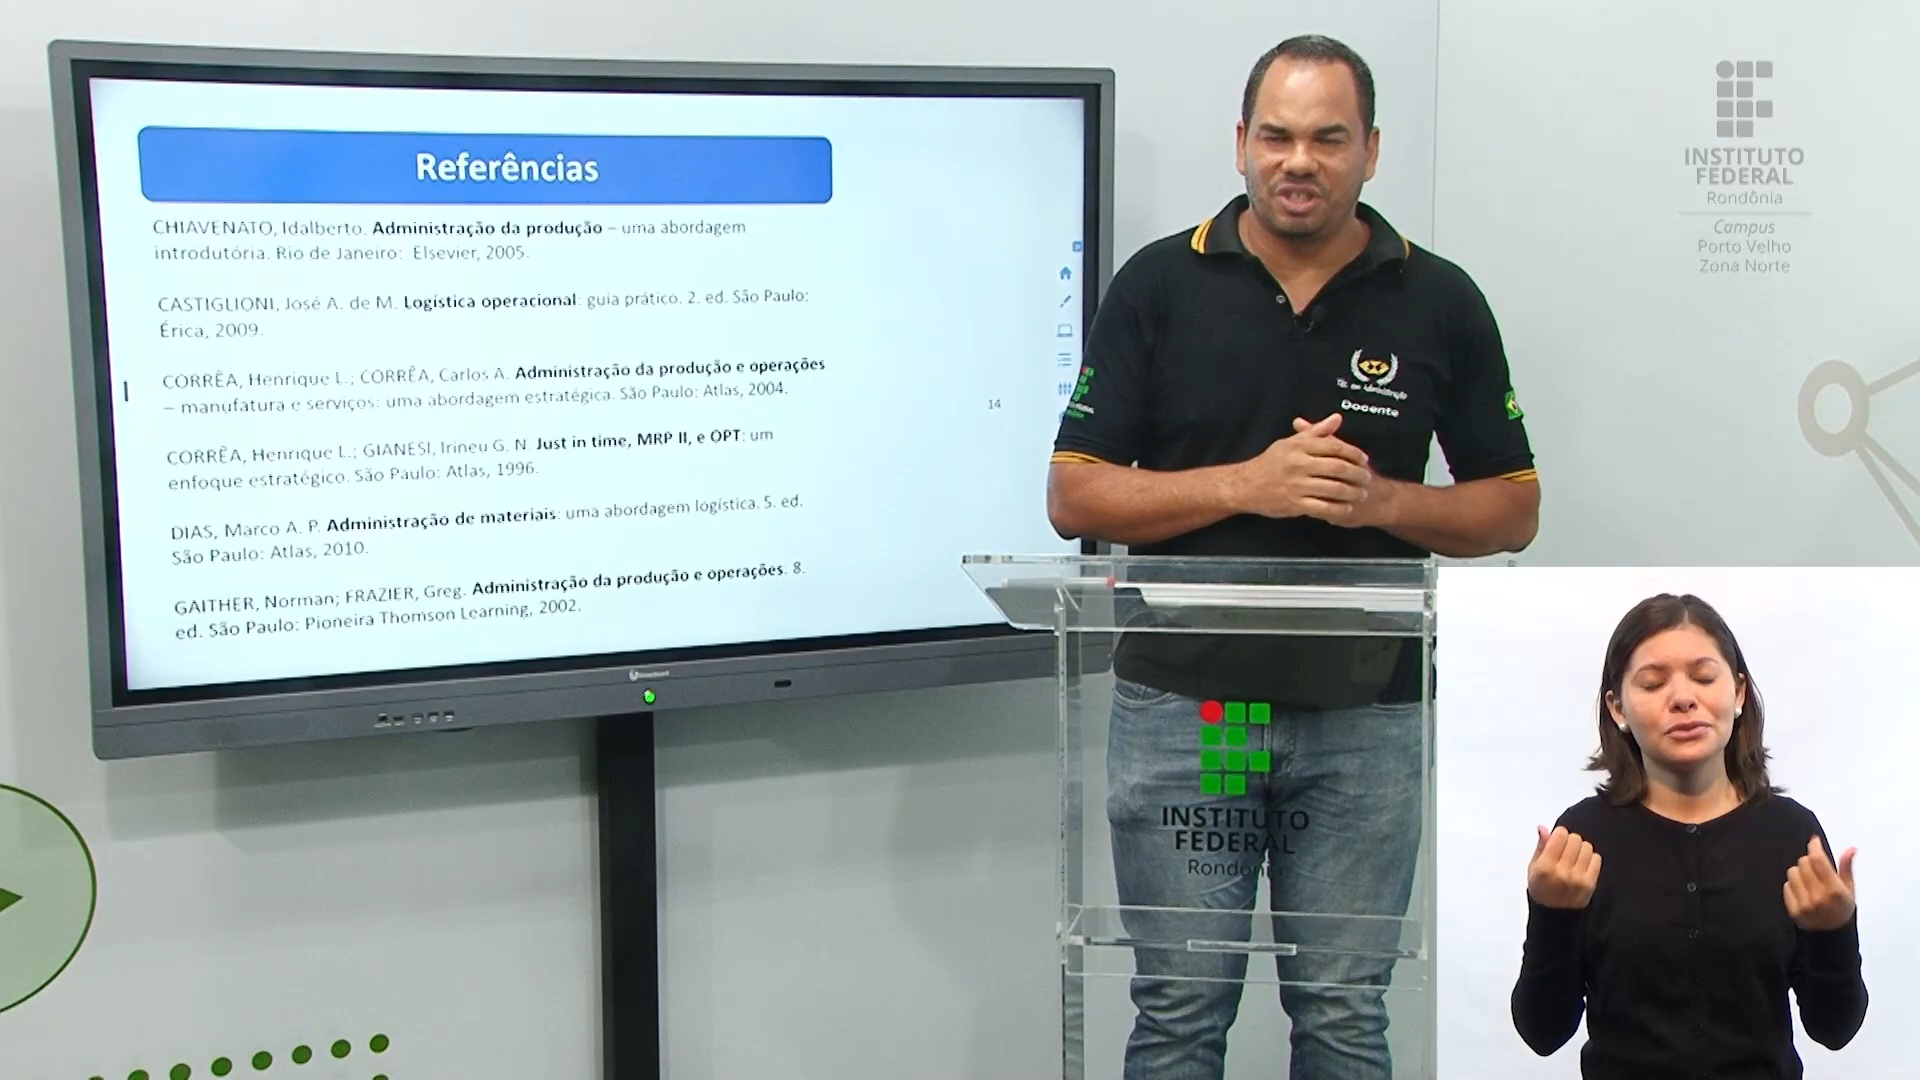 Referências
CHIAVENATO, Idalberto. Administração da produção – uma abordagem
introdutória. Rio de Janeiro: Elsevier, 2005.
CASTIGLIONI, José A. de M. Logística operacional: guia prático. 2. ed. São Paulo:
Érica, 2009.
CORRÊA, Henrique L.; CORRÊA, Carlos A. Administração da produção e operações
– manufatura e serviços: uma abordagem estratégica. São Paulo: Atlas, 2004.
CORRÊA, Henrique L.; GIANESI, Irineu G. N. Just in time, MRP II, e OPT: um
enfoque estratégico. São Paulo: Atlas, 1996.
DIAS, Marco A. P. Administração de materiais: uma abordagem logística. 5. ed.
São Paulo: Atlas, 2010.
GAITHER, Norman; FRAZIER, Greg. Administração da produção e operações. 8.
ed. São Paulo: Pioneira Thomson Learning, 2002.
14
Docente
INSTITUTO
FEDERAL
Rondônia
Campus
Porto Velho
Zona Norte
INSTITUTO
FEDERAL